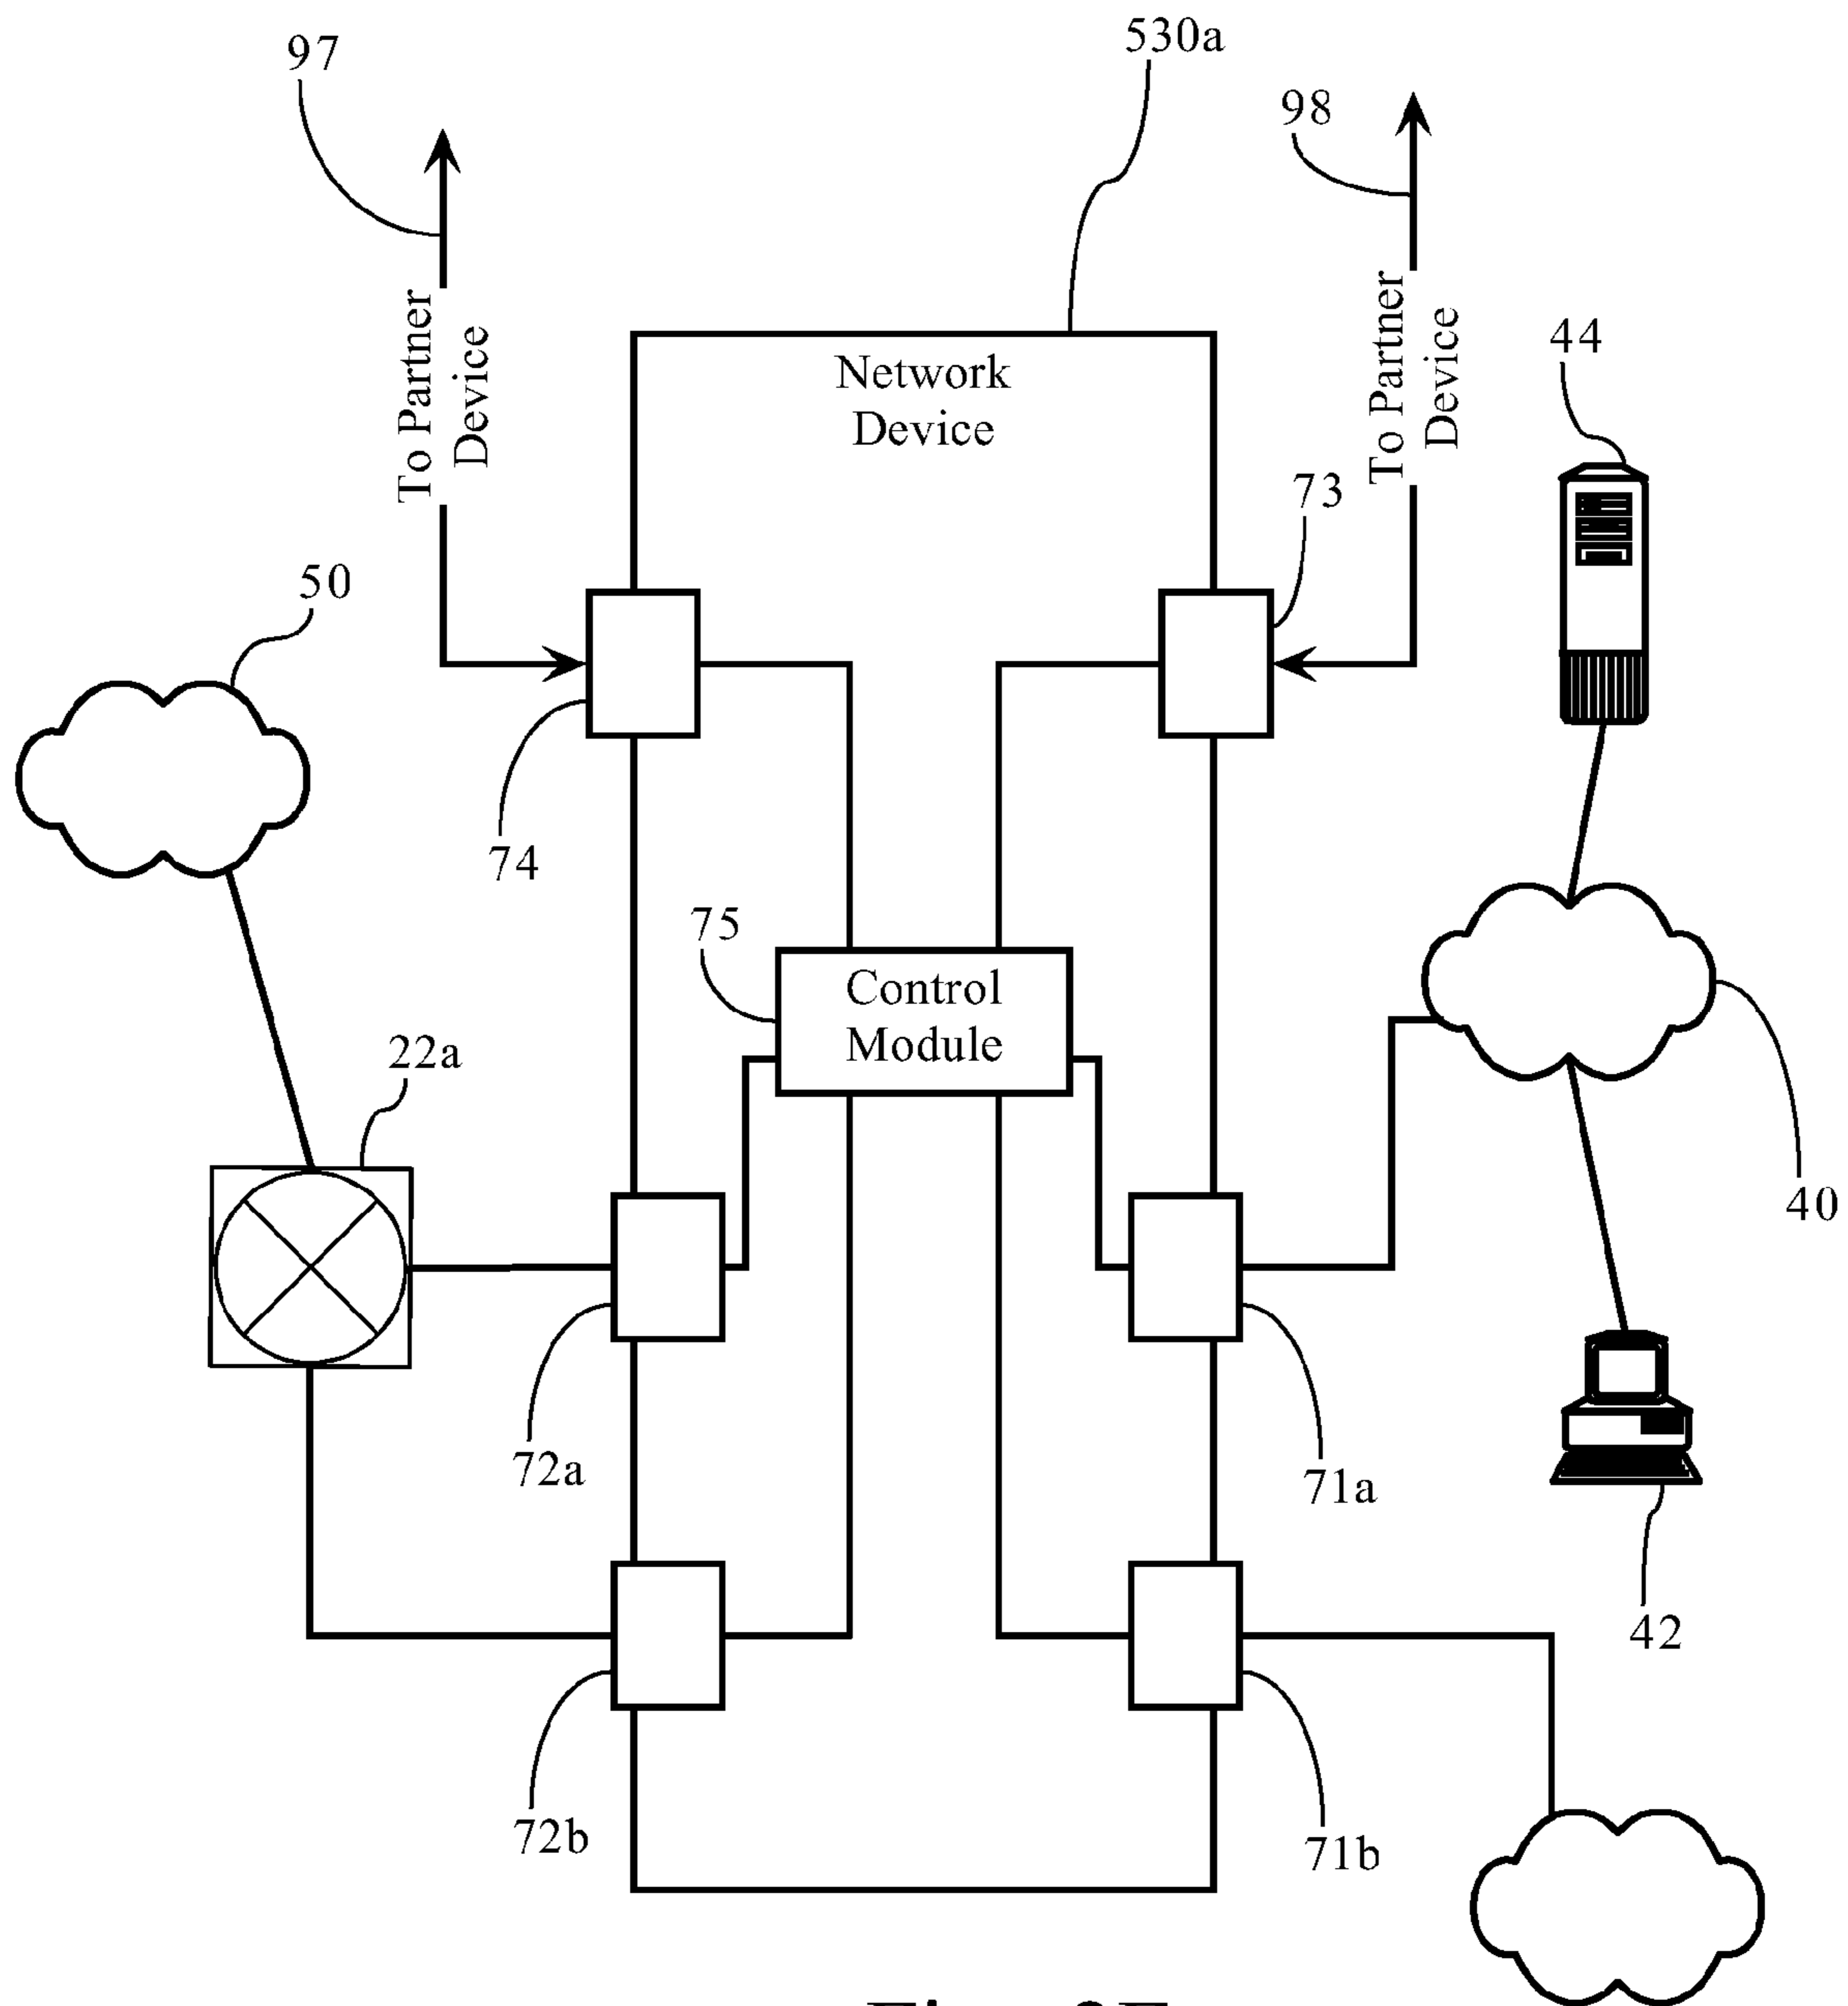 97
530a
98
To Partner
Device
To Partner
Device
44
Network
Device
73
50
74
75
Control
Module
22a
40
72a
71a
42
72b
71b